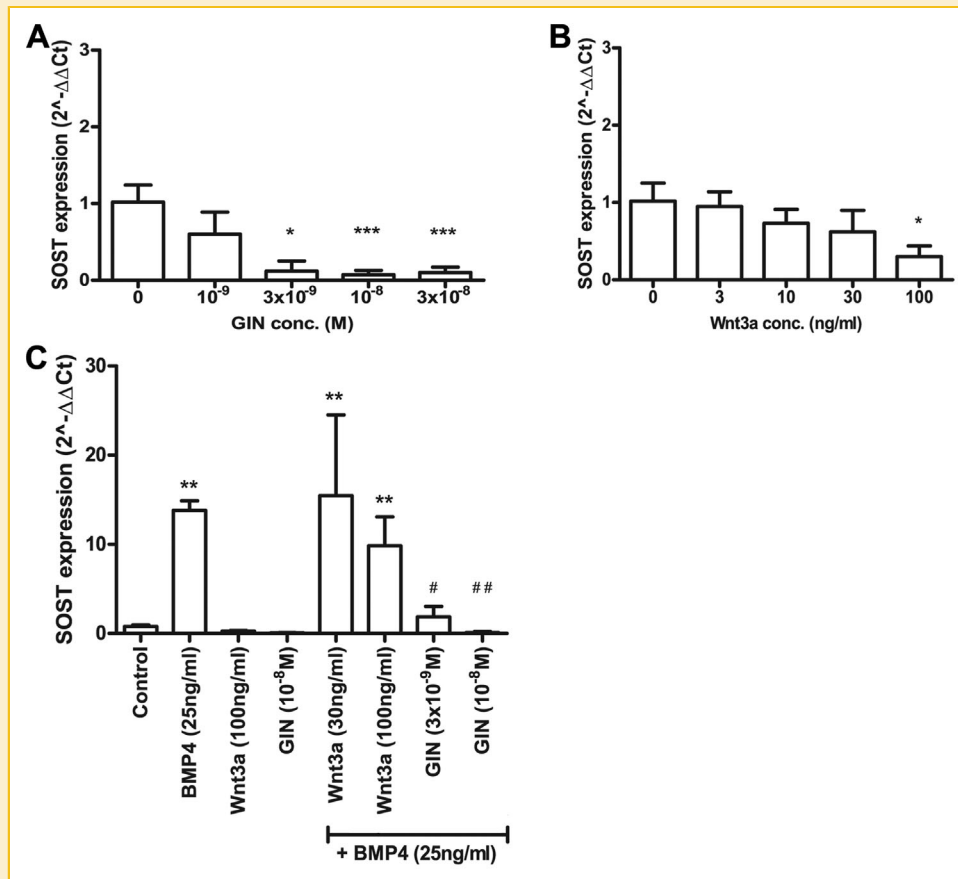 A
SOST expression (2^-ΔΔCt)
3
2
1
0
* *** ***
0 10⁻⁹ 3x10⁻⁹ 10⁻⁸ 3x10⁻⁸
GIN conc. (M)
B
SOST expression (2^-ΔΔCt)
3
2
1
0
*
0 3 10 30 100
Wnt3a conc. (ng/ml)
C
SOST expression (2^-ΔΔCt)
30
20
10
0
**
**
**
#
##
Control
BMP4 (25ng/ml)
Wnt3a (100ng/ml)
GIN (10⁻⁸M)
Wnt3a (30ng/ml)
Wnt3a (100ng/ml)
GIN (3x10⁻⁹M)
GIN (10⁻⁸M)
+ BMP4 (25ng/ml)